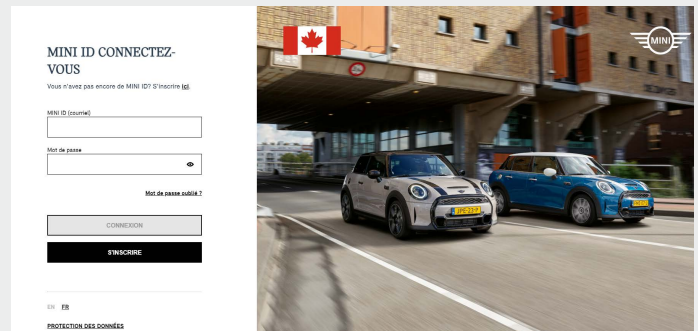 MINI ID CONNECTEZ-
VOUS
Vous n'avez pas encore de MINI ID? S'inscrire ici.
MINI ID (courriel)
Mot de passe
Mot de passe oublié ?
CONNEXION
S'INSCRIRE
EN FR
PROTECTION DES DONNÉES
MINI